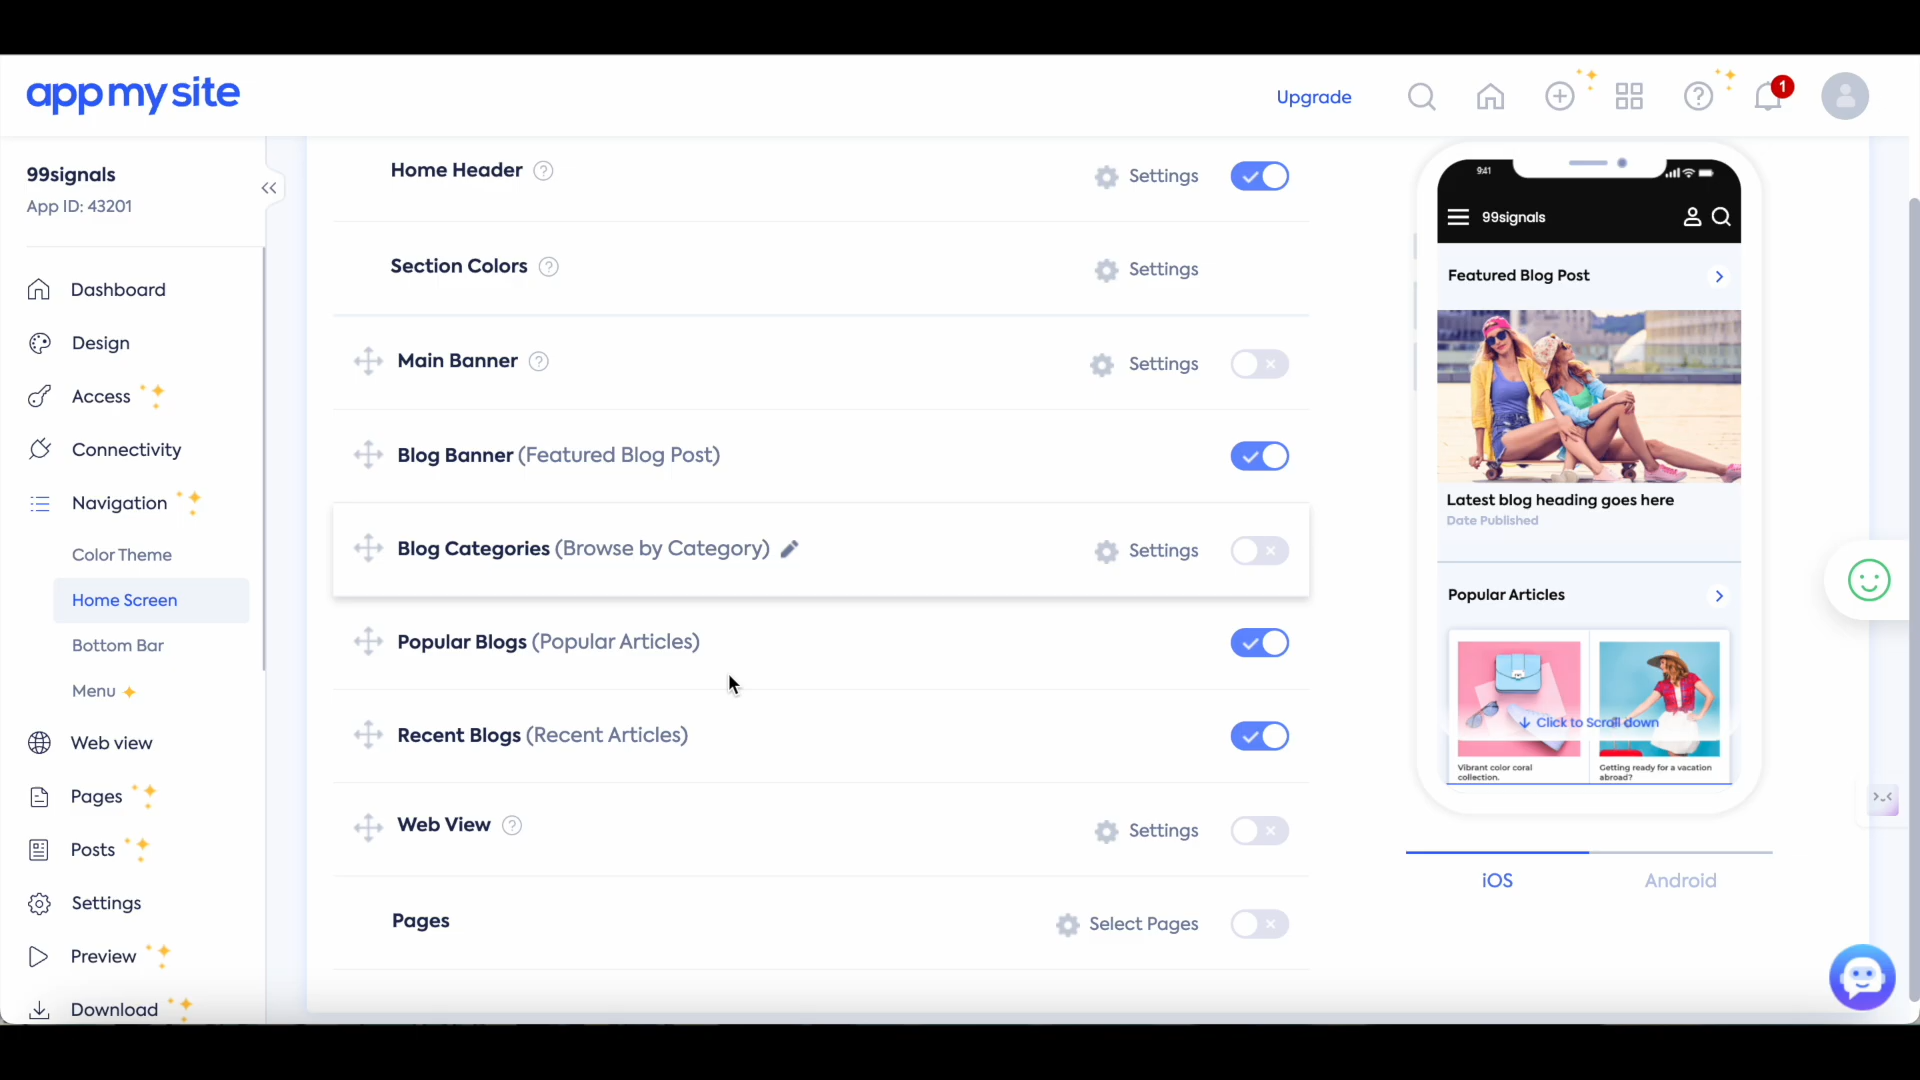 appmysite
Upgrade
1
99signals
App ID: 43201
Dashboard
Design
Access
Connectivity
Navigation
Color Theme
Home Screen
Bottom Bar
Menu
Web view
Pages
Posts
Settings
Preview
Download
Home Header ?
Settings
Section Colors ?
Settings
Main Banner ?
Settings
Blog Banner (Featured Blog Post)
Blog Categories (Browse by Category)
Settings
Popular Blogs (Popular Articles)
Recent Blogs (Recent Articles)
Web View ?
Settings
Pages
Select Pages
9:41
99signals
Featured Blog Post
Latest blog heading goes here
Date Published
Popular Articles
Click to Scroll down
Vibrant color coral
collection.
Getting ready for a vacation
abroad?
iOS
Android